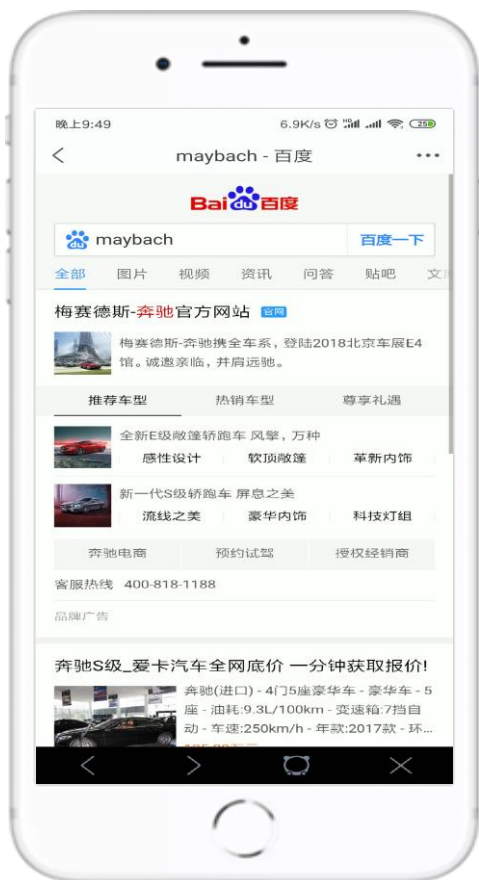 晚上9:49 6.9K/s HD 25
maybach - 百度
Bai du 百度
du maybach 百度一下
全部 图片 视频 资讯 问答 贴吧
梅赛德斯-奔驰官方网站 官网
梅赛德斯-奔驰携全车系，登陆2018北京车展E4
馆。诚邀亲临，并肩远驰。
推荐车型 热销车型 尊享礼遇
全新E级敞篷轿跑车 风擎，万种
感性设计 软顶敞篷 革新内饰
新一代S级轿跑车 屏息之美
流线之美 豪华内饰 科技灯组
奔驰电商 预约试驾 授权经销商
客服热线 400-818-1188
品牌广告
奔驰S级_爱卡汽车全网底价 一分钟获取报价!
奔驰(进口) - 4门5座豪华车 - 豪华车 - 5
座 - 油耗:9.3L/100km - 变速箱:7挡自
动 - 车速:250km/h - 年款:2017款 - 环...